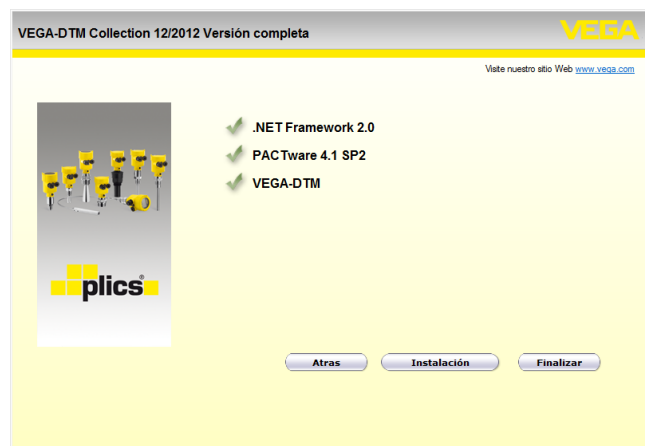 VEGA-DTM Collection 12/2012 Versión completa
VEGA
Visite nuestro sitio Web www.vega.com
.NET Framework 2.0
PACTware 4.1 SP2
VEGA-DTM
plics®
Atras
Instalación
Finalizar